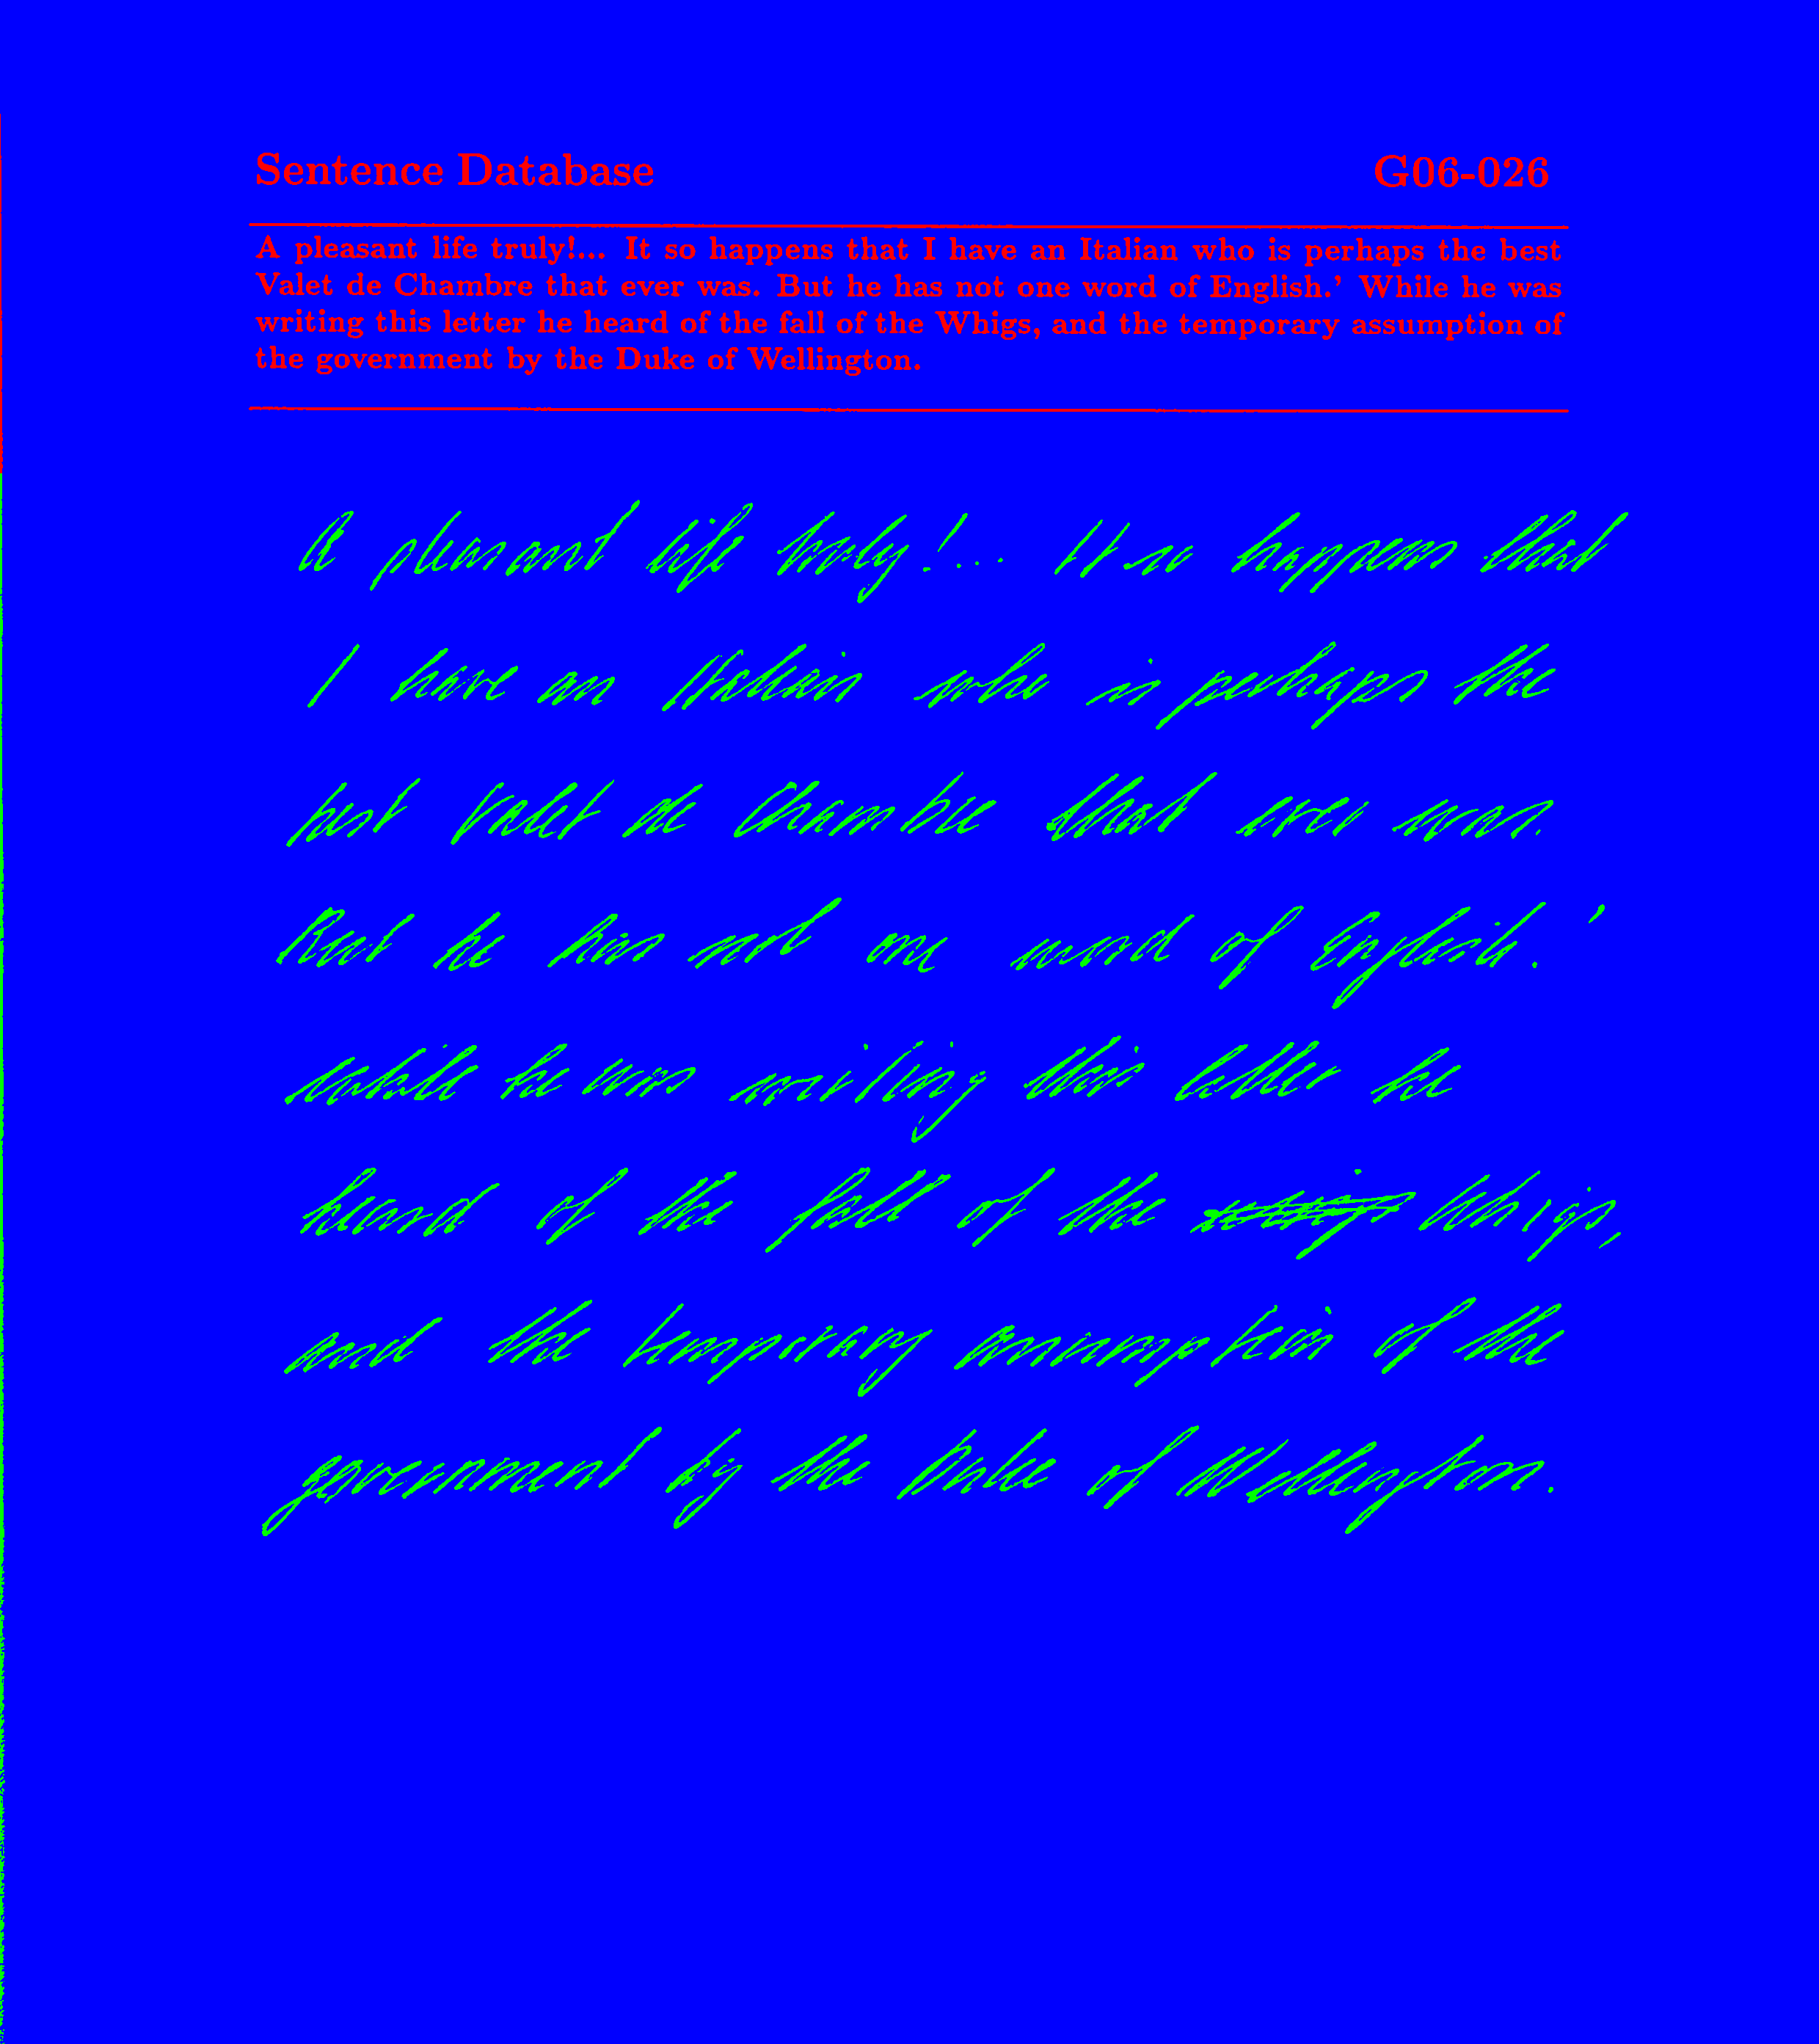 Sentence Database G06-026
A pleasant life truly!... It so happens that I have an Italian who is perhaps the best
Valet de Chambre that ever was. But he has not one word of English.' While he was
writing this letter he heard of the fall of the Whigs, and the temporary assumption of
the government by the Duke of Wellington.
A pleasant life truly!... It so happens that
I have an Italian who is perhaps the
best Valet de Chambre that ever was.
But he has not one word of English.'
while he was writing this letter he
heard of the fall of the Whigs,
and the temporary assumption of the
government by the Duke of Wellington.